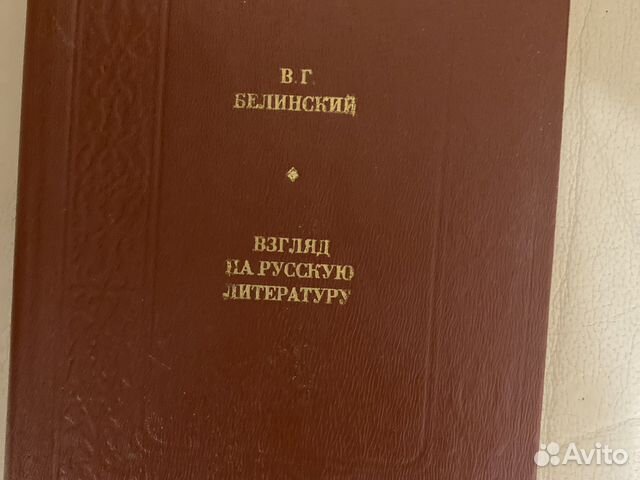 В. Г.
БЕЛИНСКИЙ
ВЗГЛЯД
НА РУССКУЮ
ЛИТЕРАТУРУ
Avito